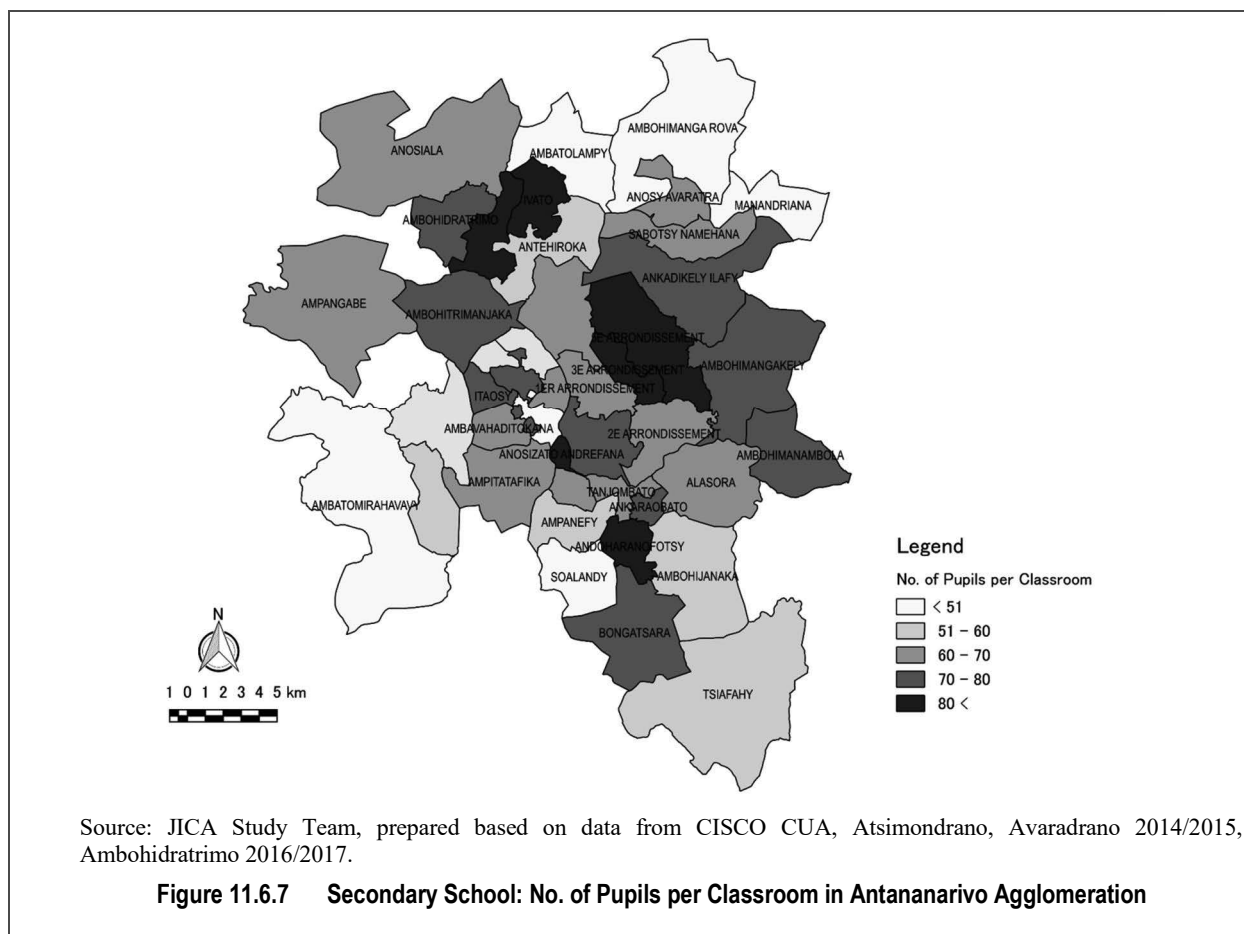 AMBOHIMANGA ROVA
ANOSIALA
AMBATOLAMPY
IVATO
ANOSY AVARATRA
MANANDRIANA
AMBOHIDRATRIMO
SABOTSY NAMEHANA
ANTEHIROKA
ANKADIKELY ILAFY
AMPANGABE
AMBOHITRIMANJAKA
ARRONDISSEMENT
AMBOHIMANGAKELY
3E ARRONDISSEMENT
1ER ARRONDISSEMENT
ITAOSY
AMBAVAHADITOKANA
2E ARRONDISSEMENT
ANOSIZATO ANDREFANA
AMBOHIMANAMBOLA
AMPITATAFIKA
ALASORA
TANJOMBATO
AMBATOMIRAHAVAVY
ANKARAOBATO
AMPANEFY
ANDOHARANOFOTSY
SOALANDY
AMBOHIJANAKA
BONGATSARA
TSIAFAHY
Legend
No. of Pupils per Classroom
< 51
51 – 60
60 – 70
70 – 80
80 <
N
1 0 1 2 3 4 5 km
Source: JICA Study Team, prepared based on data from CISCO CUA, Atsimondrano, Avaradrano 2014/2015,
Ambohidratrimo 2016/2017.
Figure 11.6.7 Secondary School: No. of Pupils per Classroom in Antananarivo Agglomeration